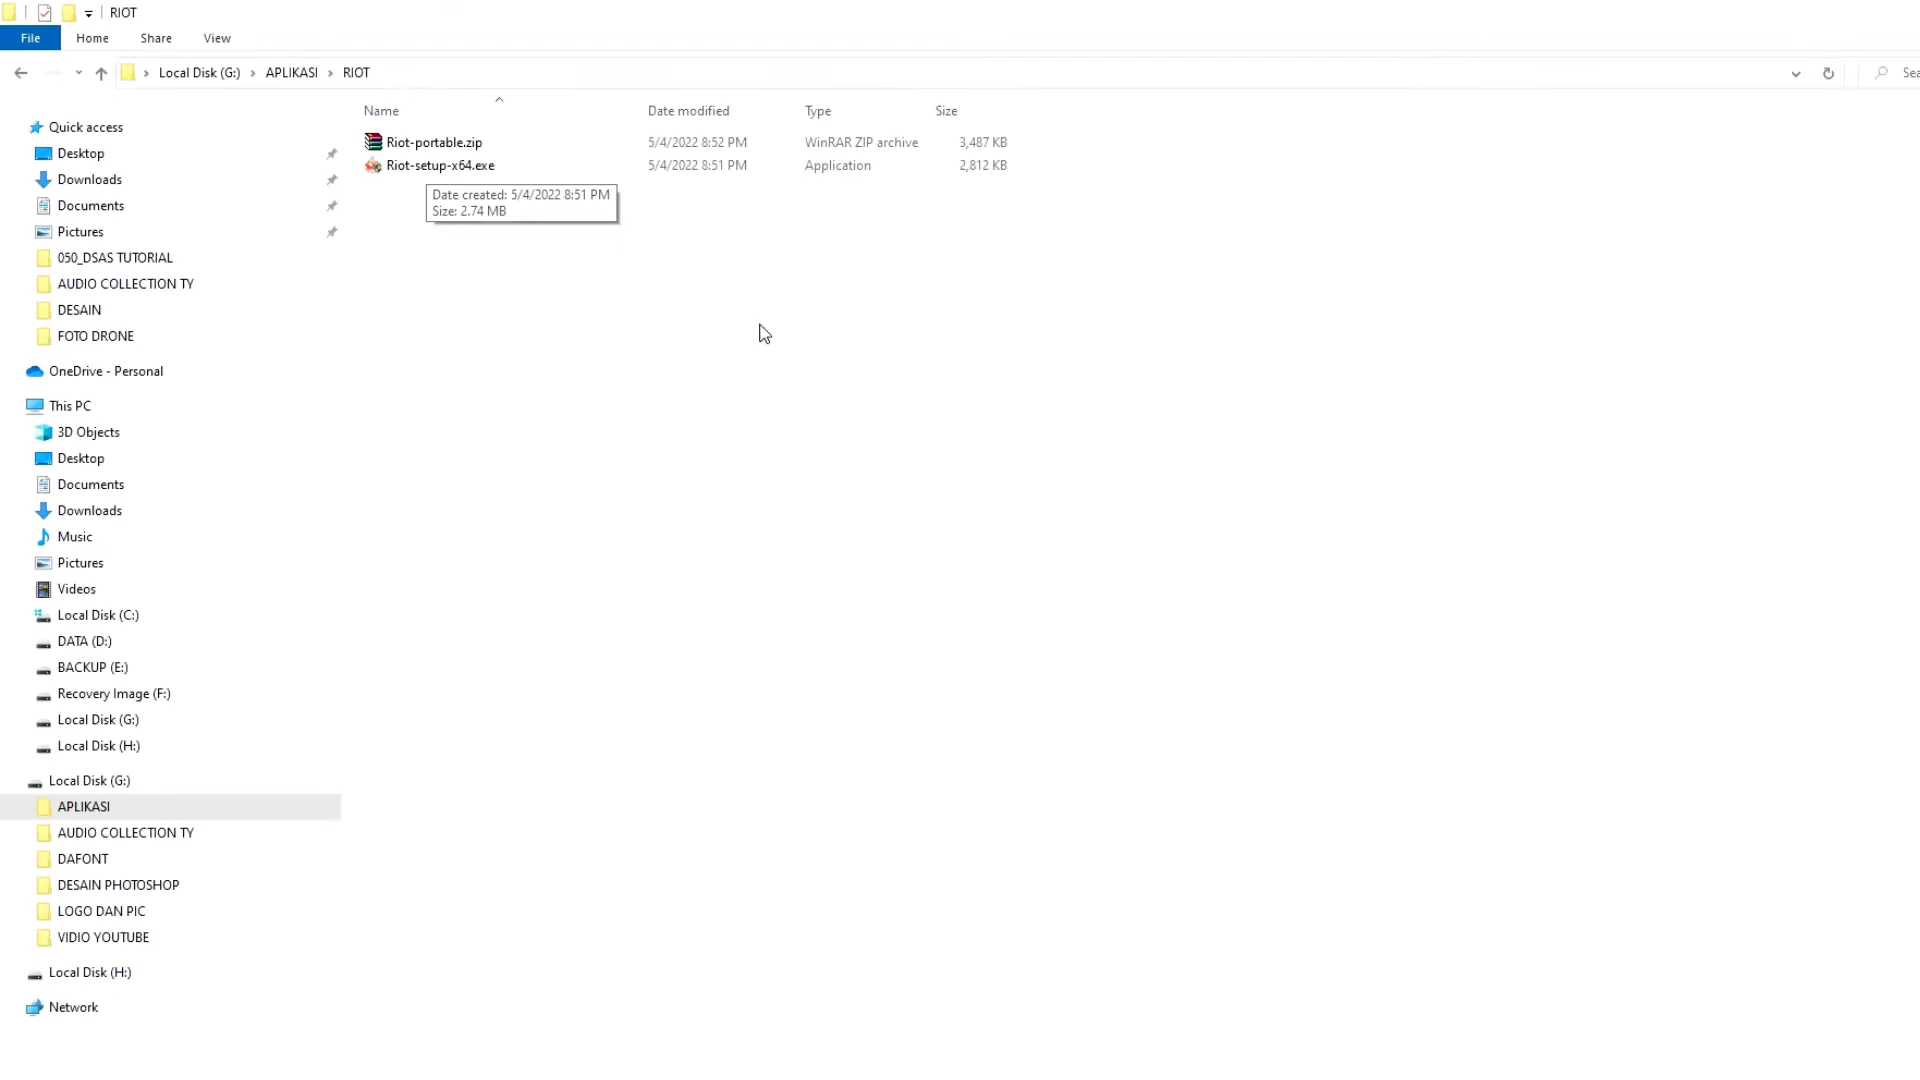 RIOT
File Home Share View
Local Disk (G:) APLIKASI RIOT
Name Date modified Type Size
Riot-portable.zip 5/4/2022 8:52 PM WinRAR ZIP archive 3,487 KB
Riot-setup-x64.exe 5/4/2022 8:51 PM Application 2,812 KB
Date created: 5/4/2022 8:51 PM
Size: 2.74 MB
Quick access
Desktop
Downloads
Documents
Pictures
050_DSAS TUTORIAL
AUDIO COLLECTION TY
DESAIN
FOTO DRONE
OneDrive - Personal
This PC
3D Objects
Desktop
Documents
Downloads
Music
Pictures
Videos
Local Disk (C:)
DATA (D:)
BACKUP (E:)
Recovery Image (F:)
Local Disk (G:)
Local Disk (H:)
Local Disk (G:)
APLIKASI
AUDIO COLLECTION TY
DAFONT
DESAIN PHOTOSHOP
LOGO DAN PIC
VIDIO YOUTUBE
Local Disk (H:)
Network